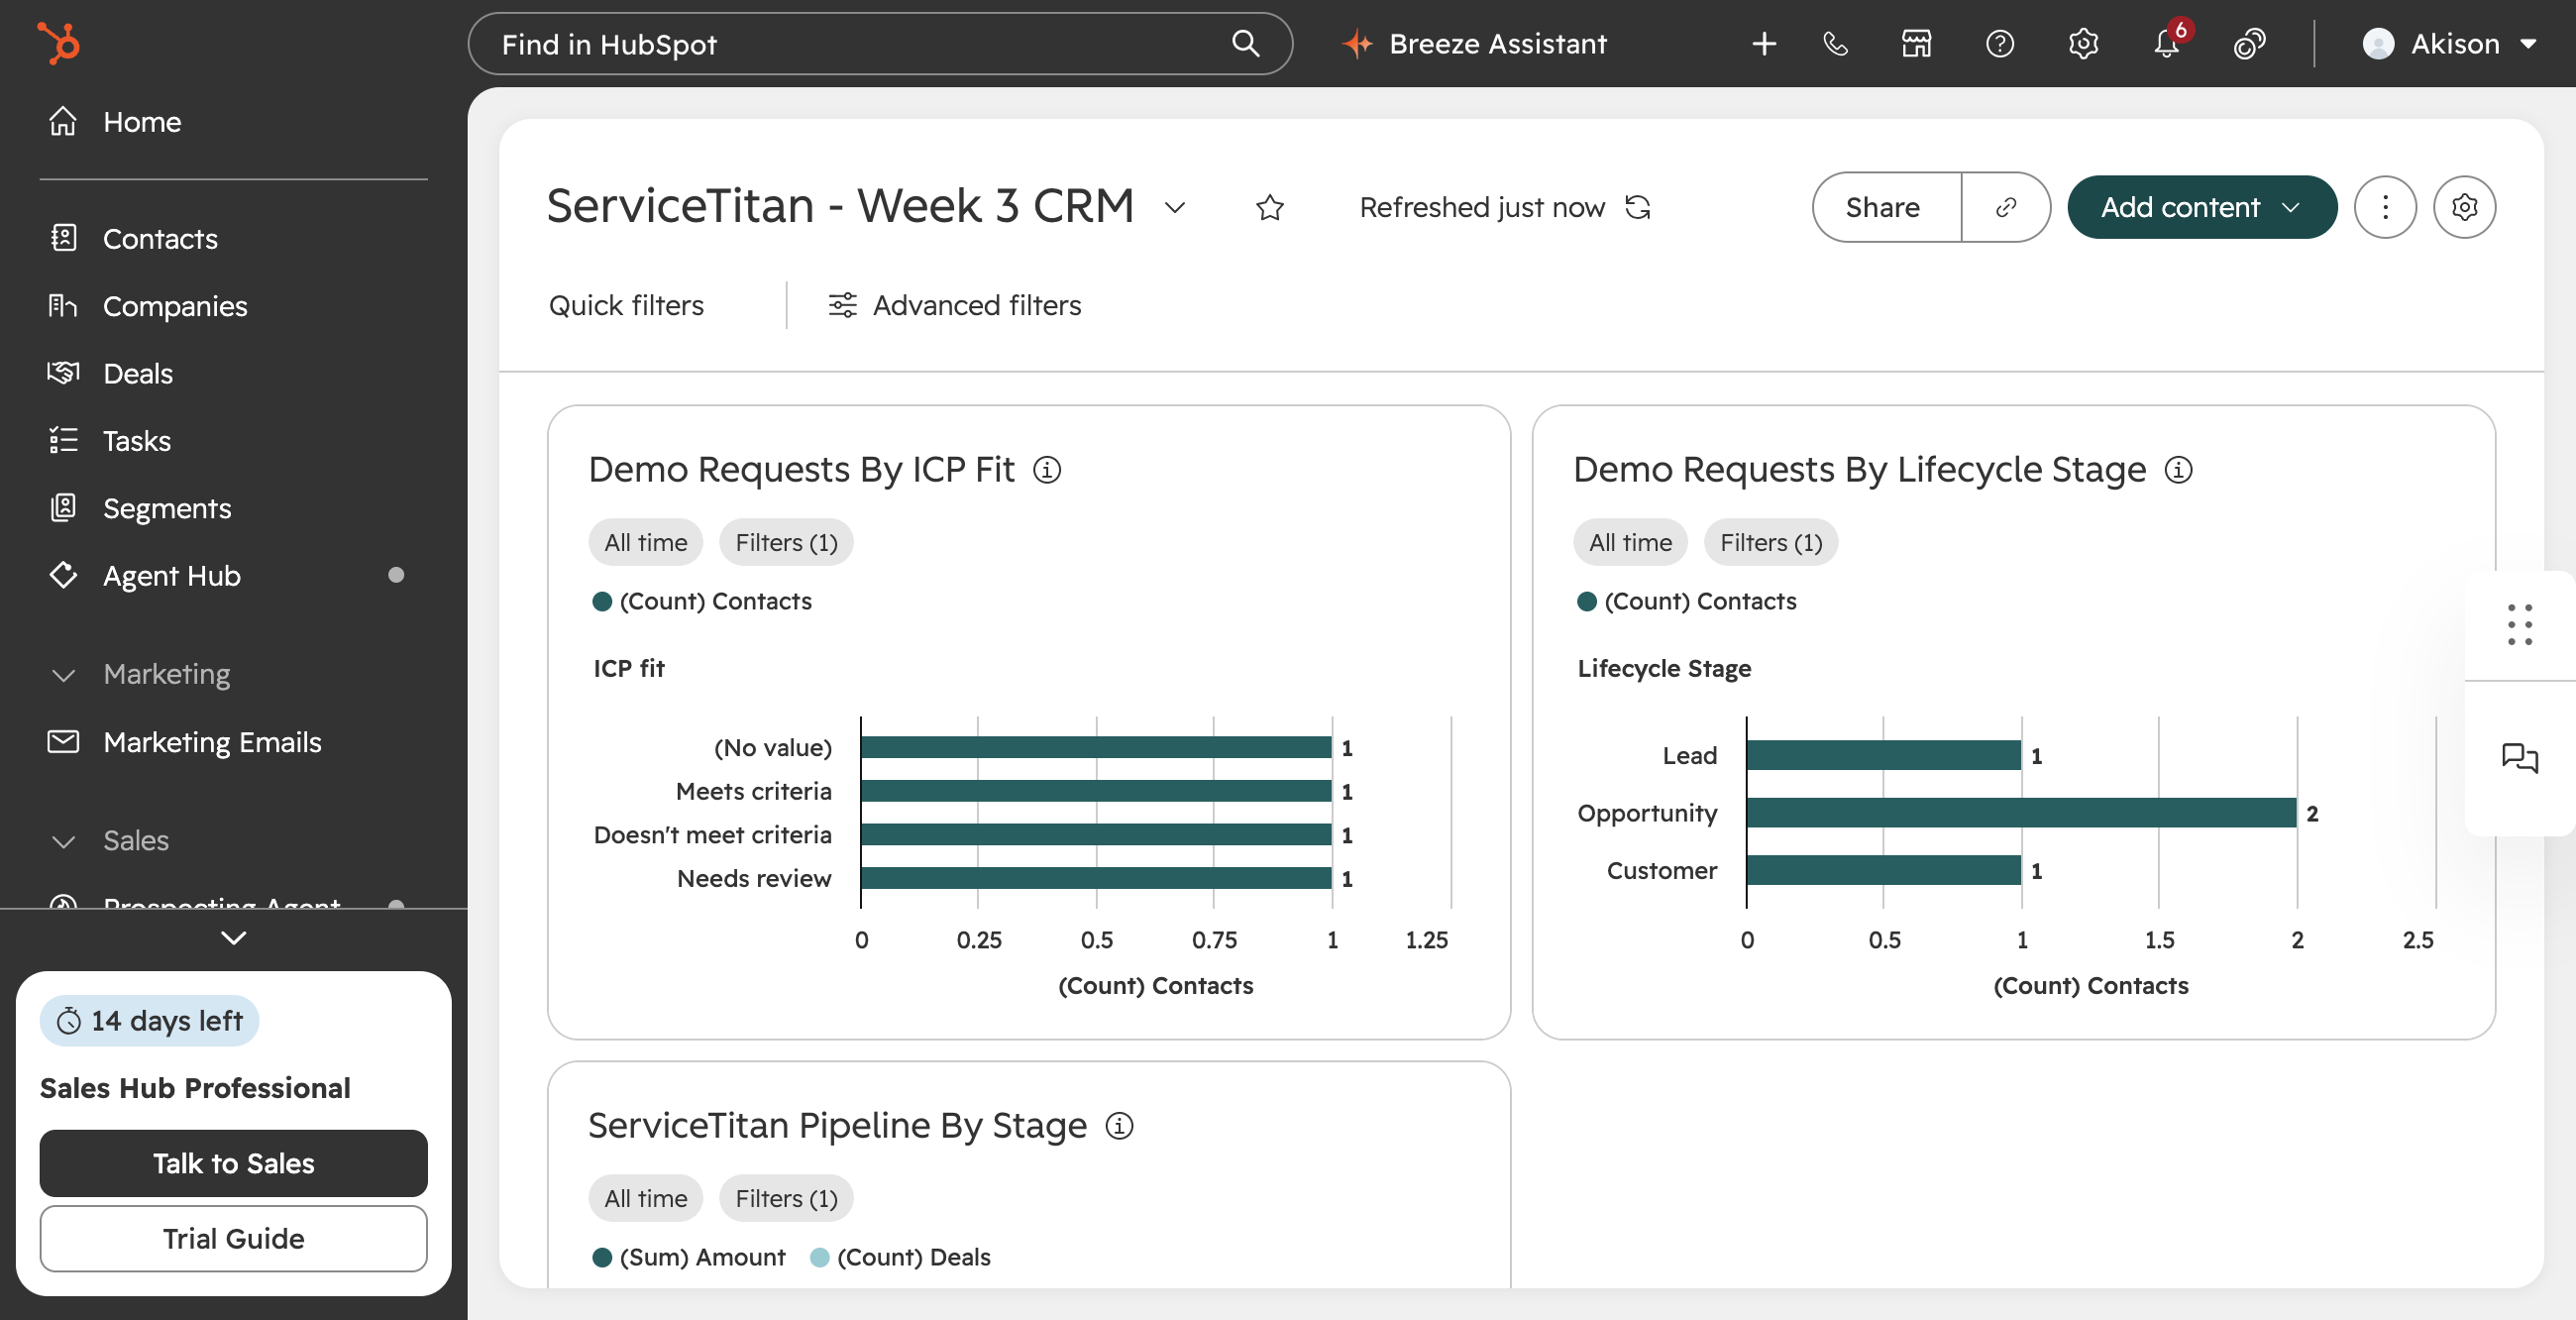 Find in HubSpot
Breeze Assistant
6
Akison
Home
Contacts
Companies
Deals
Tasks
Segments
Agent Hub
Marketing
Marketing Emails
Sales
Prospecting Agent
14 days left
Sales Hub Professional
Talk to Sales
Trial Guide
ServiceTitan - Week 3 CRM
Refreshed just now
Share
Add content
Quick filters
Advanced filters
Demo Requests By ICP Fit
All time
Filters (1)
(Count) Contacts
ICP fit
(No value) 1
Meets criteria 1
Doesn't meet criteria 1
Needs review 1
0 0.25 0.5 0.75 1 1.25
(Count) Contacts
Demo Requests By Lifecycle Stage
All time
Filters (1)
(Count) Contacts
Lifecycle Stage
Lead 1
Opportunity 2
Customer 1
0 0.5 1 1.5 2 2.5
(Count) Contacts
ServiceTitan Pipeline By Stage
All time
Filters (1)
(Sum) Amount (Count) Deals